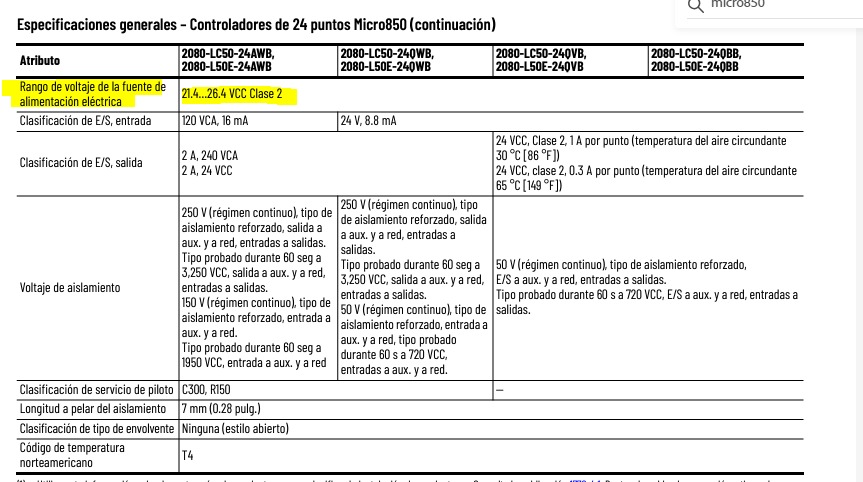 micro850
Especificaciones generales – Controladores de 24 puntos Micro850 (continuación)
Atributo
2080-LC50-24AWB,
2080-L50E-24AWB
2080-LC50-24QWB,
2080-L50E-24QWB
2080-LC50-24QVB,
2080-L50E-24QVB
2080-LC50-24QBB,
2080-L50E-24QBB
Rango de voltaje de la fuente de
alimentación eléctrica
21.4…26.4 VCC Clase 2
Clasificación de E/S, entrada
120 VCA, 16 mA
24 V, 8.8 mA
Clasificación de E/S, salida
2 A, 240 VCA
2 A, 24 VCC
24 VCC, Clase 2, 1 A por punto (temperatura del aire circundante
30 °C [86 °F])
24 VCC, clase 2, 0.3 A por punto (temperatura del aire circundante
65 °C [149 °F])
Voltaje de aislamiento
250 V (régimen continuo), tipo de
aislamiento reforzado, salida a
aux. y a red, entradas a salidas.
Tipo probado durante 60 seg a
3,250 VCC, salida a aux. y a red,
entradas a salidas.
150 V (régimen continuo), tipo de
aislamiento reforzado, entrada a
aux. y a red.
Tipo probado durante 60 seg a
1950 VCC, entrada a aux. y a red
250 V (régimen continuo), tipo
de aislamiento reforzado, salida
a aux. y a red, entradas a
salidas.
Tipo probado durante 60 seg a
3,250 VCC, salida a aux. y a red,
entradas a salidas.
50 V (régimen continuo), tipo de
aislamiento reforzado, entrada a
aux. y a red, tipo probado
durante 60 s a 720 VCC,
entradas a aux. y a red.
50 V (régimen continuo), tipo de aislamiento reforzado,
E/S a aux. y a red, entradas a salidas.
Tipo probado durante 60 s a 720 VCC, E/S a aux. y a red, entradas a
salidas.
Clasificación de servicio de piloto
C300, R150
—
Longitud a pelar del aislamiento
7 mm (0.28 pulg.)
Clasificación de tipo de envolvente
Ninguna (estilo abierto)
Código de temperatura
norteamericano
T4